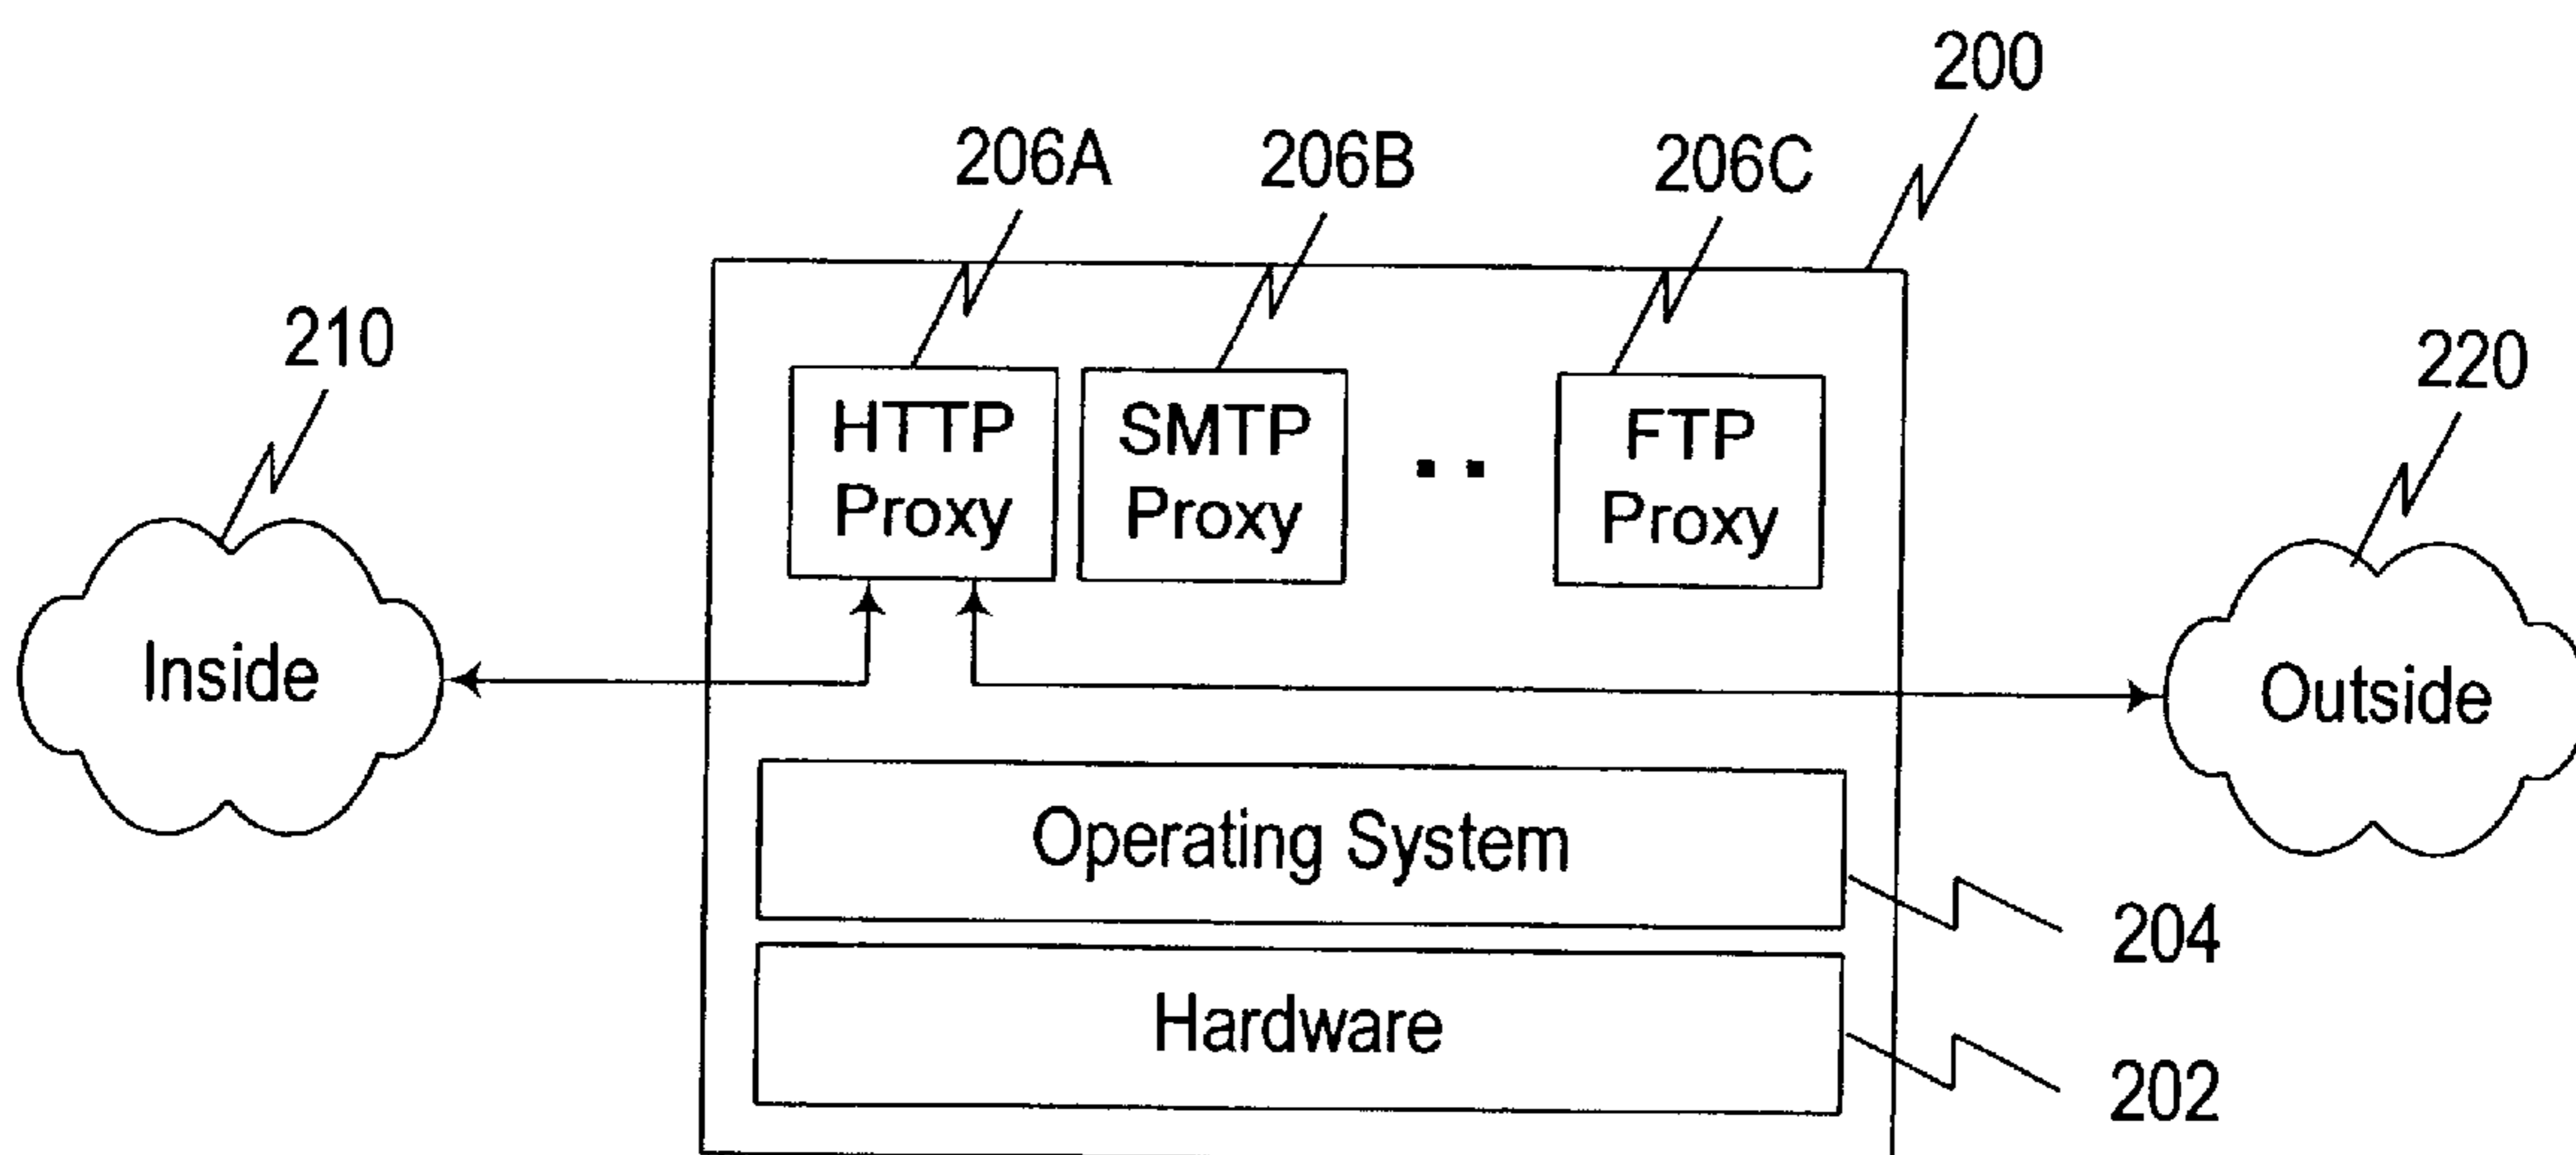 200
206A
206B
206C
210
220
HTTP
Proxy
SMTP
Proxy
FTP
Proxy
Inside
Outside
Operating System
204
Hardware
202